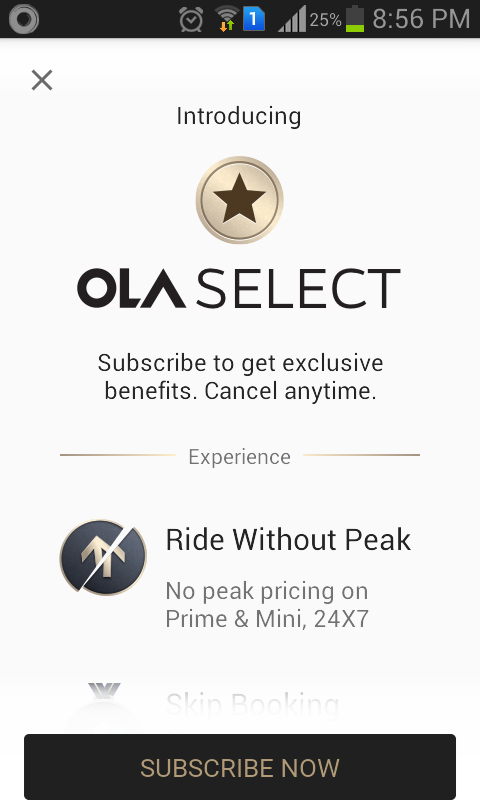 1 25% 8:56 PM
Introducing
OLA SELECT
Subscribe to get exclusive
benefits. Cancel anytime.
Experience
Ride Without Peak
No peak pricing on
Prime & Mini, 24X7
Skip Booking
SUBSCRIBE NOW